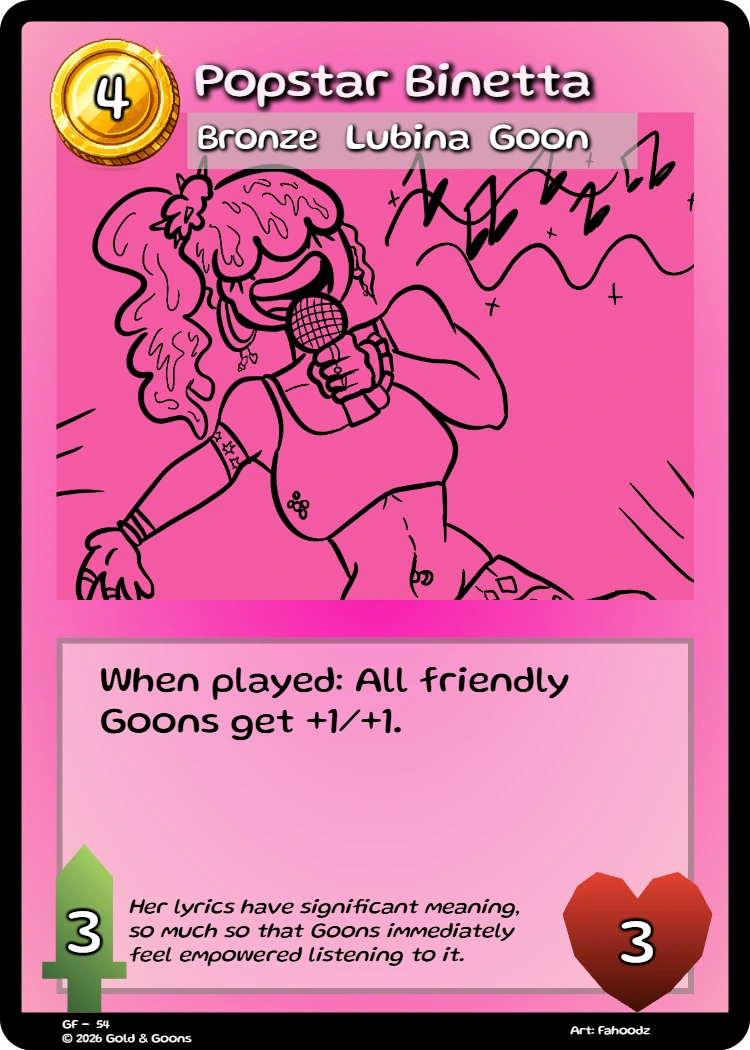 4
Popstar Binetta
Bronze Lubina Goon
When played: All friendly
Goons get +1/+1.
Her lyrics have significant meaning,
so much so that Goons immediately
feel empowered listening to it.
3
3
GF - 54
© 2026 Gold & Goons
Art: Fahoodz